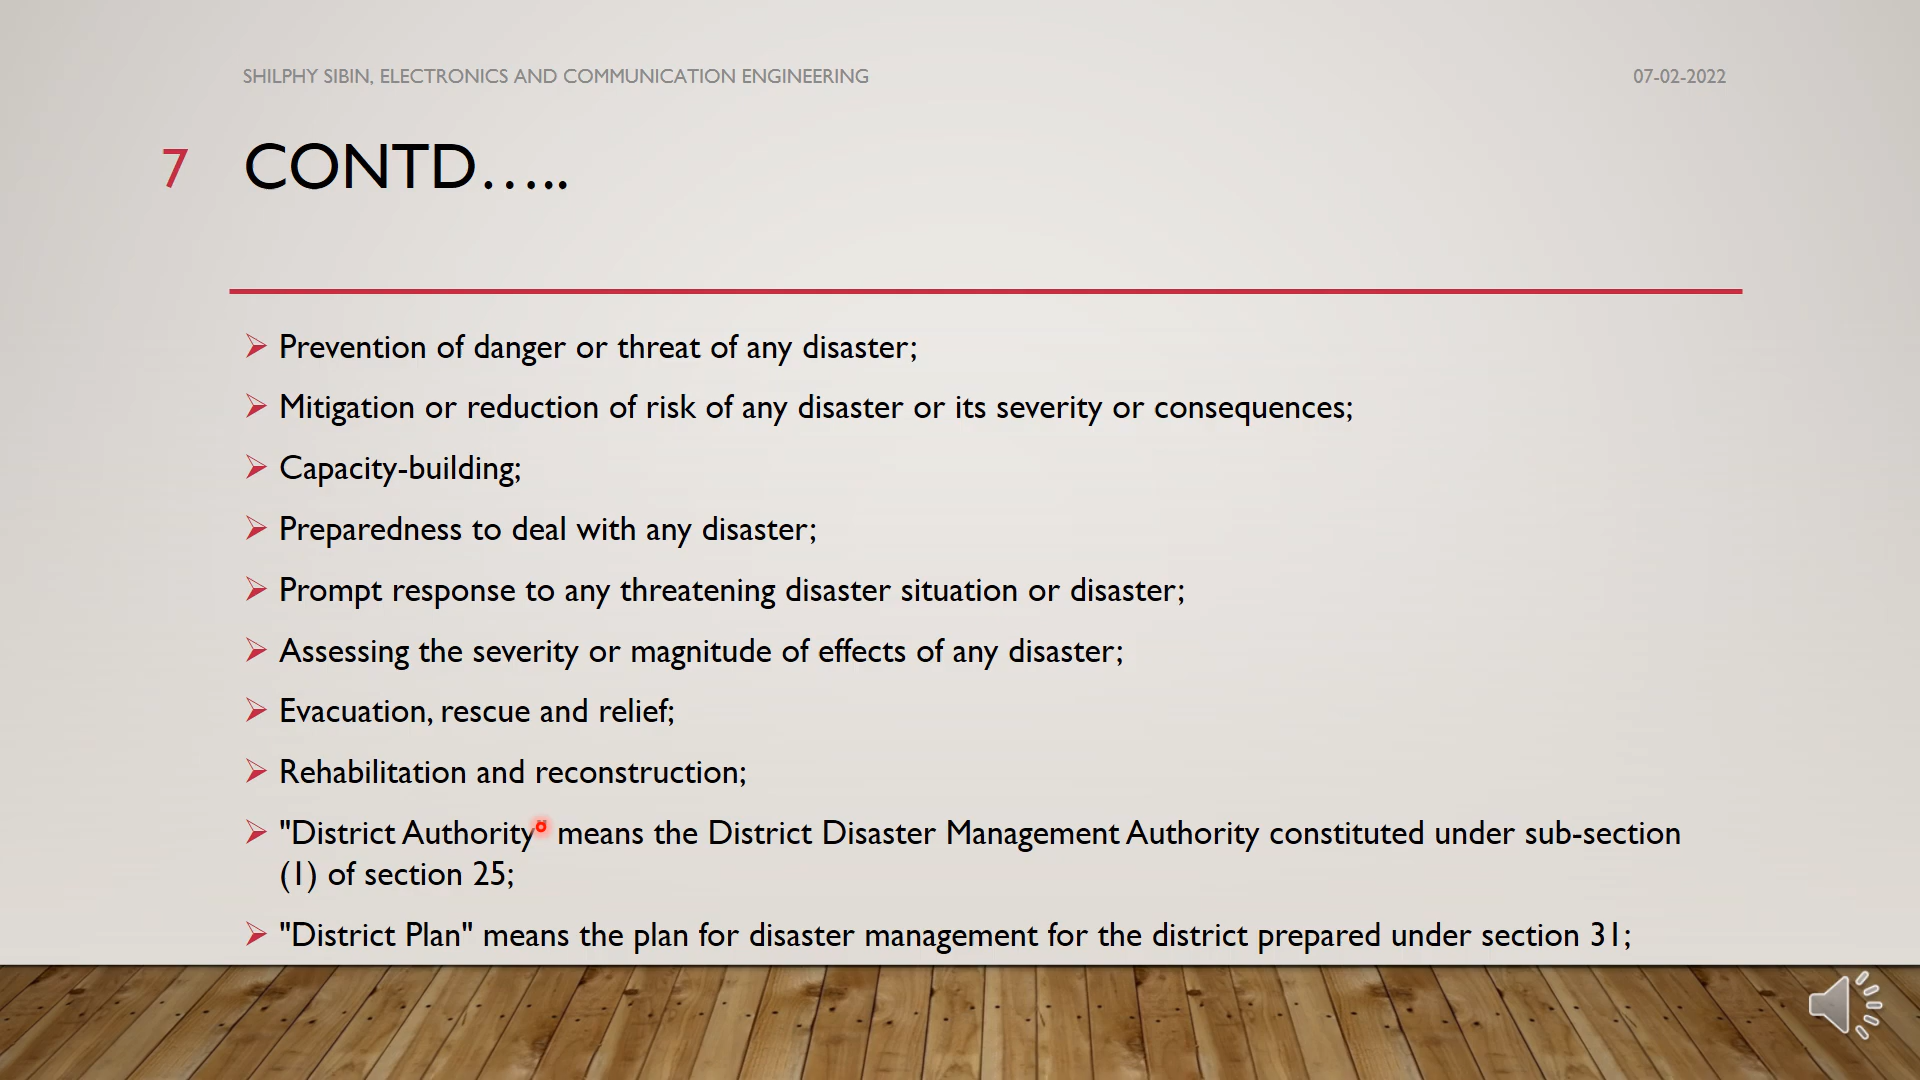 SHILPHY SIBIN, ELECTRONICS AND COMMUNICATION ENGINEERING
07-02-2022
7
CONTD.....
Prevention of danger or threat of any disaster;
Mitigation or reduction of risk of any disaster or its severity or consequences;
Capacity-building;
Preparedness to deal with any disaster;
Prompt response to any threatening disaster situation or disaster;
Assessing the severity or magnitude of effects of any disaster;
Evacuation, rescue and relief;
Rehabilitation and reconstruction;
"District Authority" means the District Disaster Management Authority constituted under sub-section
(1) of section 25;
"District Plan" means the plan for disaster management for the district prepared under section 31;